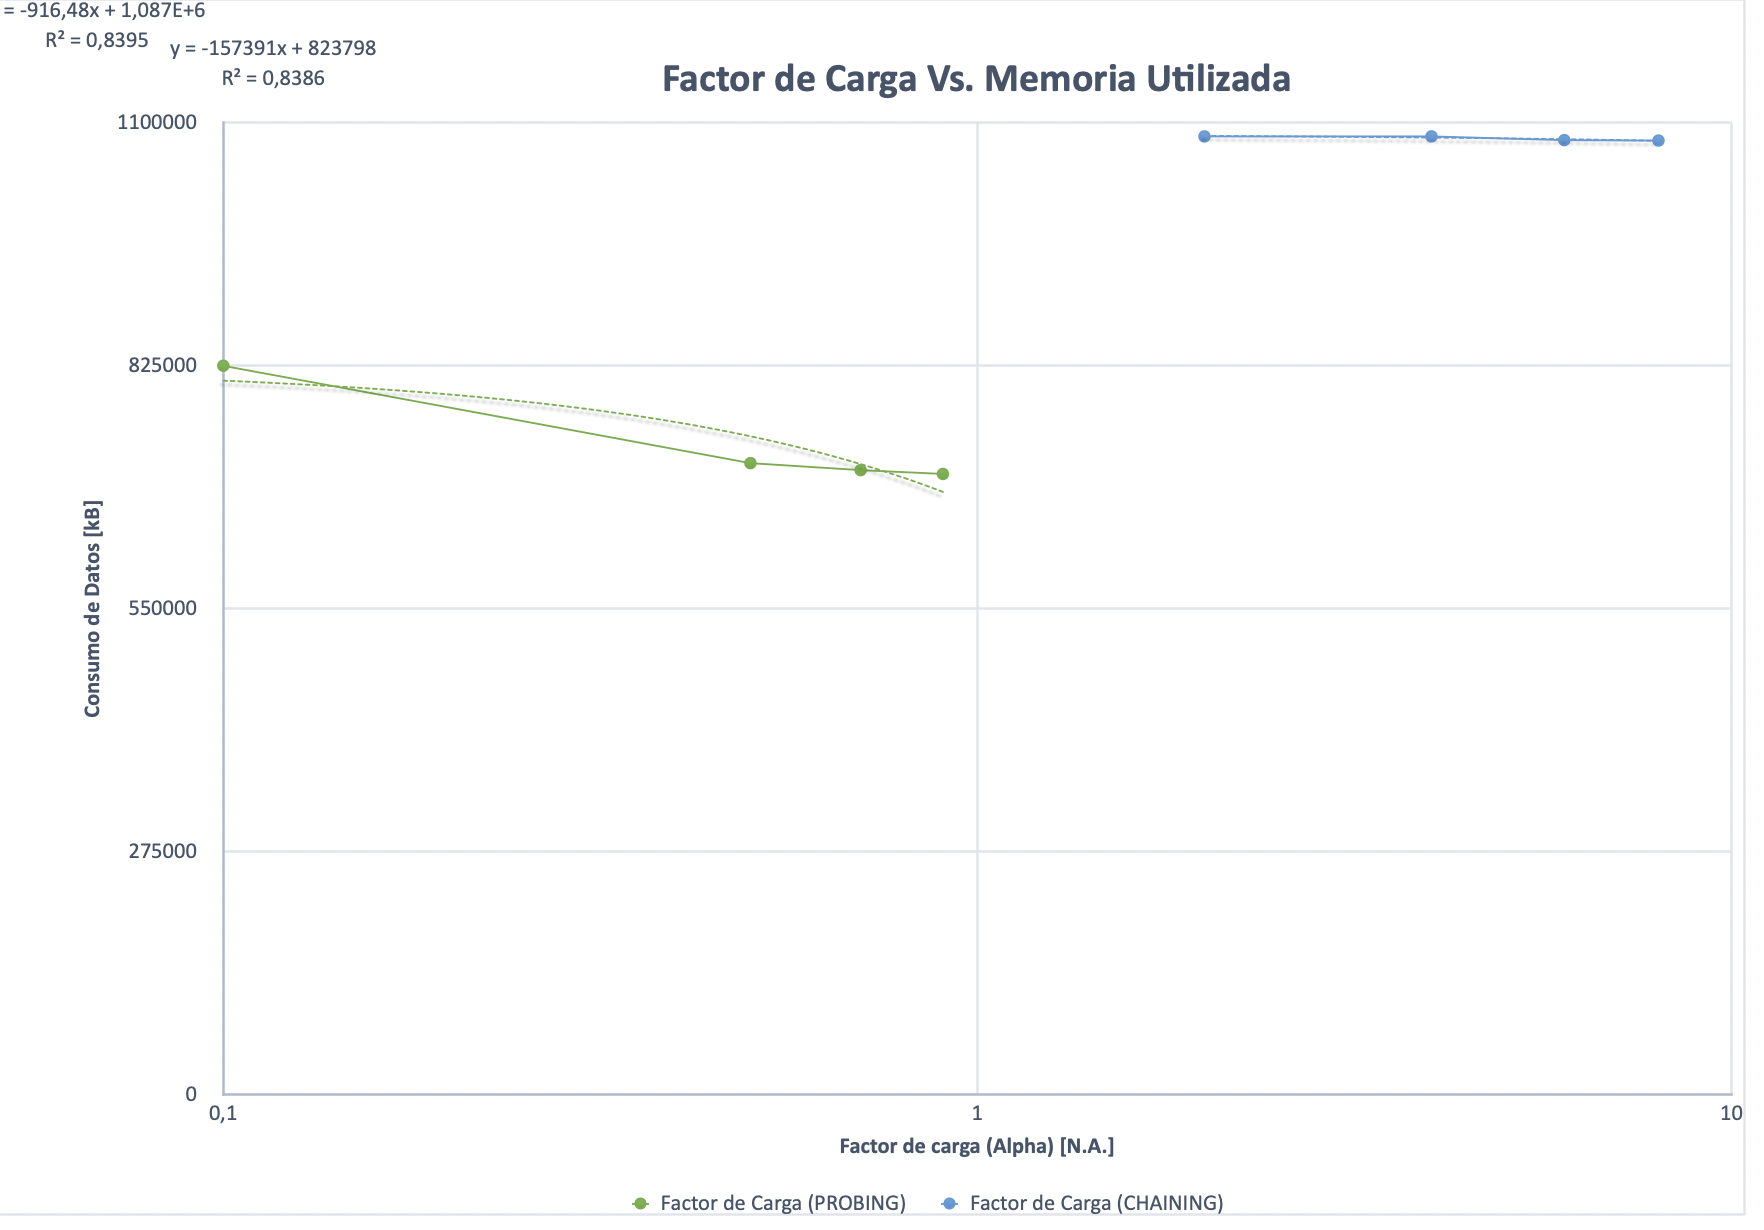 = -916,48x + 1,087E+6
R² = 0,8395
y = -157391x + 823798
R² = 0,8386
Factor de Carga Vs. Memoria Utilizada
1100000
825000
550000
275000
0
Consumo de Datos [kB]
0,1
1
10
Factor de carga (Alpha) [N.A.]
Factor de Carga (PROBING)
Factor de Carga (CHAINING)